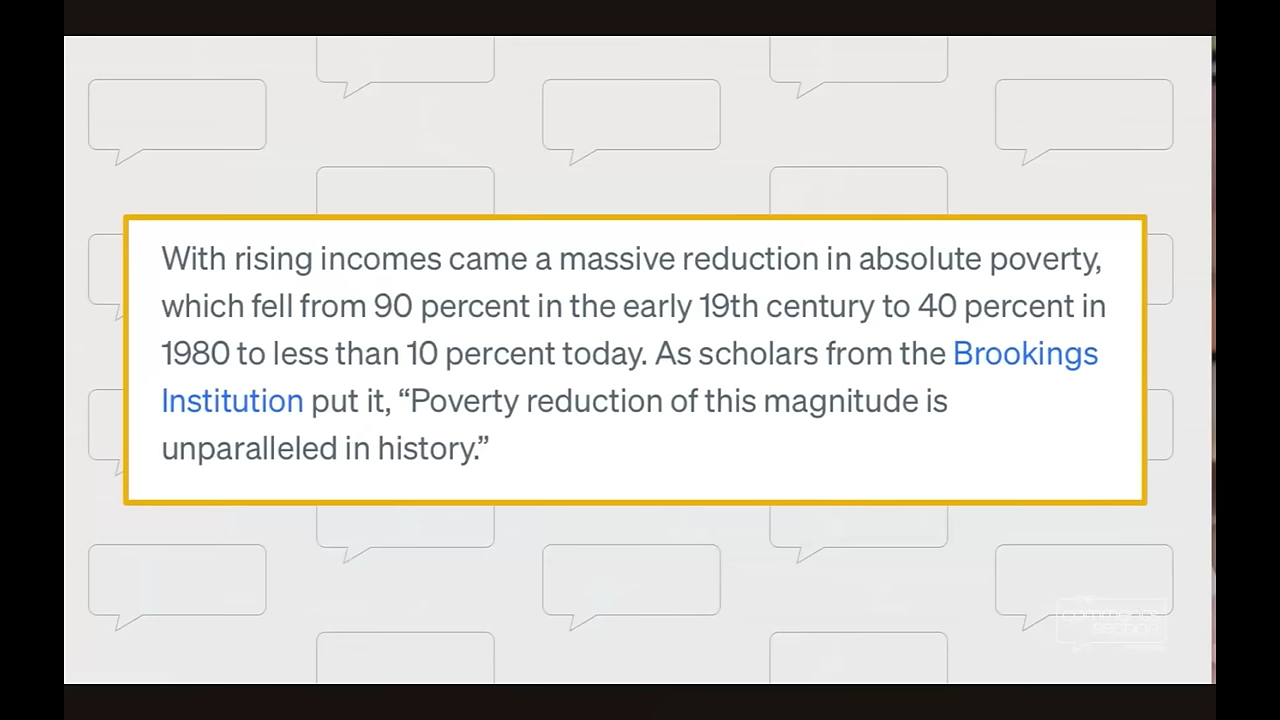 With rising incomes came a massive reduction in absolute poverty,
which fell from 90 percent in the early 19th century to 40 percent in
1980 to less than 10 percent today. As scholars from the Brookings
Institution put it, “Poverty reduction of this magnitude is
unparalleled in history.”
comments
section